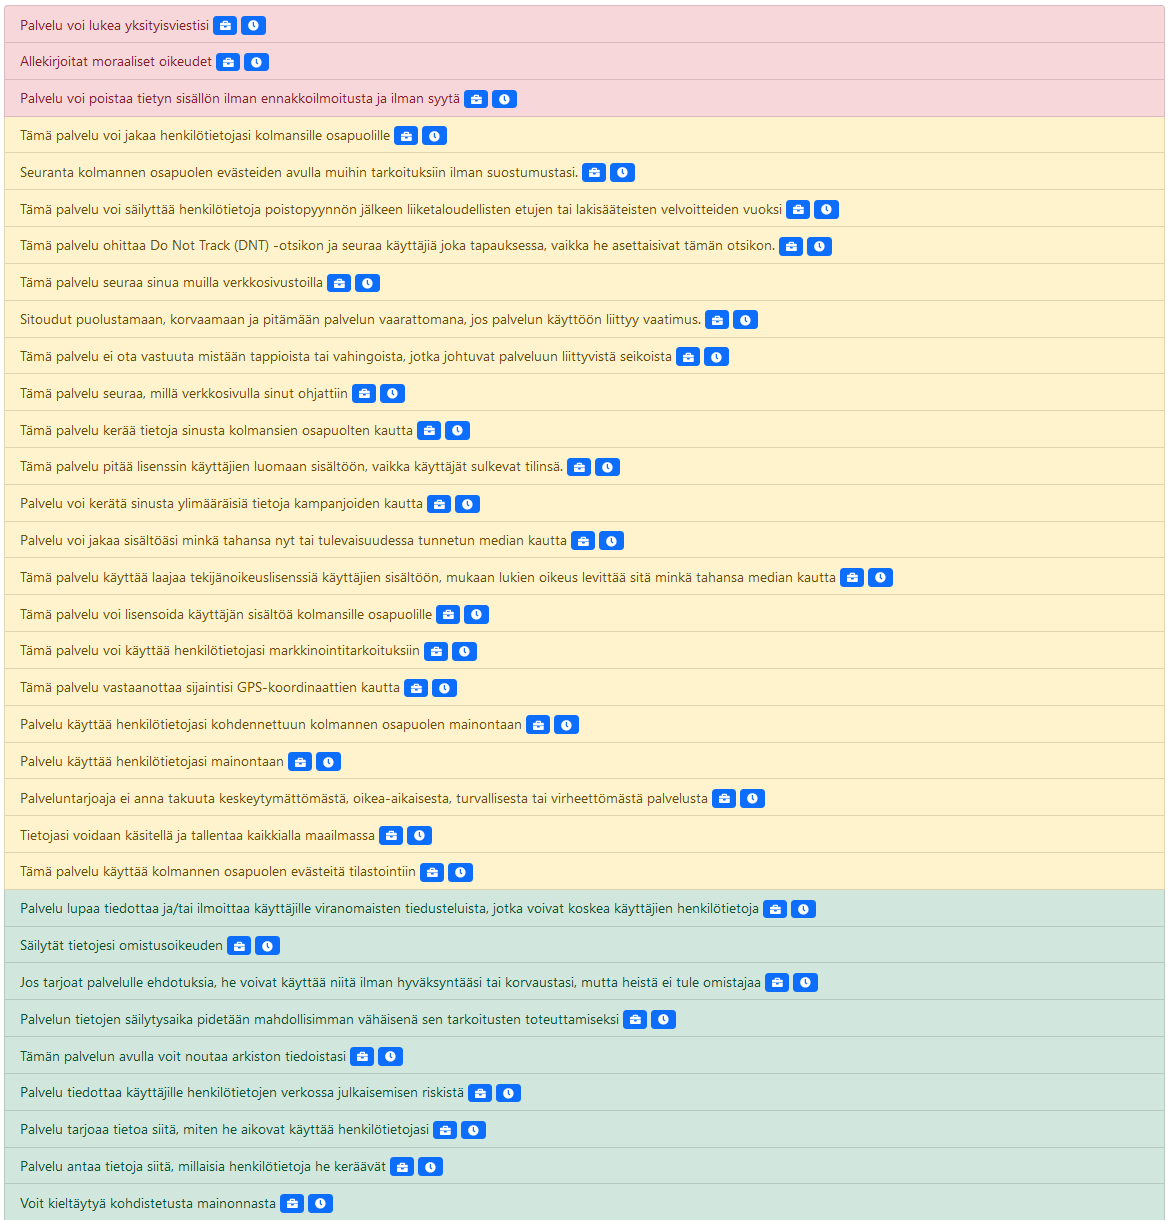 Palvelu voi lukea yksityisviestisi
Allekirjoitat moraaliset oikeudet
Palvelu voi poistaa tietyn sisällön ilman ennakkoilmoitusta ja ilman syytä
Tämä palvelu voi jakaa henkilötietojasi kolmansille osapuolille
Seuranta kolmannen osapuolen evästeiden avulla muihin tarkoituksiin ilman suostumustasi.
Tämä palvelu voi säilyttää henkilötietoja poistopyynnön jälkeen liiketaloudellisten etujen tai lakisääteisten velvoitteiden vuoksi
Tämä palvelu ohittaa Do Not Track (DNT) -otsikon ja seuraa käyttäjiä joka tapauksessa, vaikka he asettaisivat tämän otsikon.
Tämä palvelu seuraa sinua muilla verkkosivustoilla
Sitoudut puolustamaan, korvaamaan ja pitämään palvelun vaarattomana, jos palvelun käyttöön liittyy vaatimus.
Tämä palvelu ei ota vastuuta mistään tappioista tai vahingoista, jotka johtuvat palveluun liittyvistä seikoista
Tämä palvelu seuraa, millä verkkosivulla sinut ohjattiin
Tämä palvelu kerää tietoja sinusta kolmansien osapuolten kautta
Tämä palvelu pitää lisenssin käyttäjien luomaan sisältöön, vaikka käyttäjät sulkevat tilinsä.
Palvelu voi kerätä sinusta ylimääräisiä tietoja kampanjoiden kautta
Palvelu voi jakaa sisältöäsi minkä tahansa nyt tai tulevaisuudessa tunnetun median kautta
Tämä palvelu käyttää laajaa tekijänoikeuslisenssiä käyttäjien sisältöön, mukaan lukien oikeus levittää sitä minkä tahansa median kautta
Tämä palvelu voi lisensoida käyttäjän sisältöä kolmansille osapuolille
Tämä palvelu voi käyttää henkilötietojasi markkinointitarkoituksiin
Tämä palvelu vastaanottaa sijaintisi GPS-koordinaattien kautta
Palvelu käyttää henkilötietojasi kohdennettuun kolmannen osapuolen mainontaan
Palvelu käyttää henkilötietojasi mainontaan
Palveluntarjoaja ei anna takuuta keskeytymättömästä, oikea-aikaisesta, turvallisesta tai virheettömästä palvelusta
Tietojasi voidaan käsitellä ja tallentaa kaikkialla maailmassa
Tämä palvelu käyttää kolmannen osapuolen evästeitä tilastointiin
Palvelu lupaa tiedottaa ja/tai ilmoittaa käyttäjille viranomaisten tiedusteluista, jotka voivat koskea käyttäjien henkilötietoja
Säilytät tietojesi omistusoikeuden
Jos tarjoat palvelulle ehdotuksia, he voivat käyttää niitä ilman hyväksyntääsi tai korvaustasi, mutta heistä ei tule omistajaa
Palvelun tietojen säilytysaika pidetään mahdollisimman vähäisenä sen tarkoitusten toteuttamiseksi
Tämän palvelun avulla voit noutaa arkiston tiedoistasi
Palvelu tiedottaa käyttäjille henkilötietojen verkossa julkaisemisen riskistä
Palvelu tarjoaa tietoa siitä, miten he aikovat käyttää henkilötietojasi
Palvelu antaa tietoja siitä, millaisia henkilötietoja he keräävät
Voit kieltäytyä kohdistetusta mainonnasta